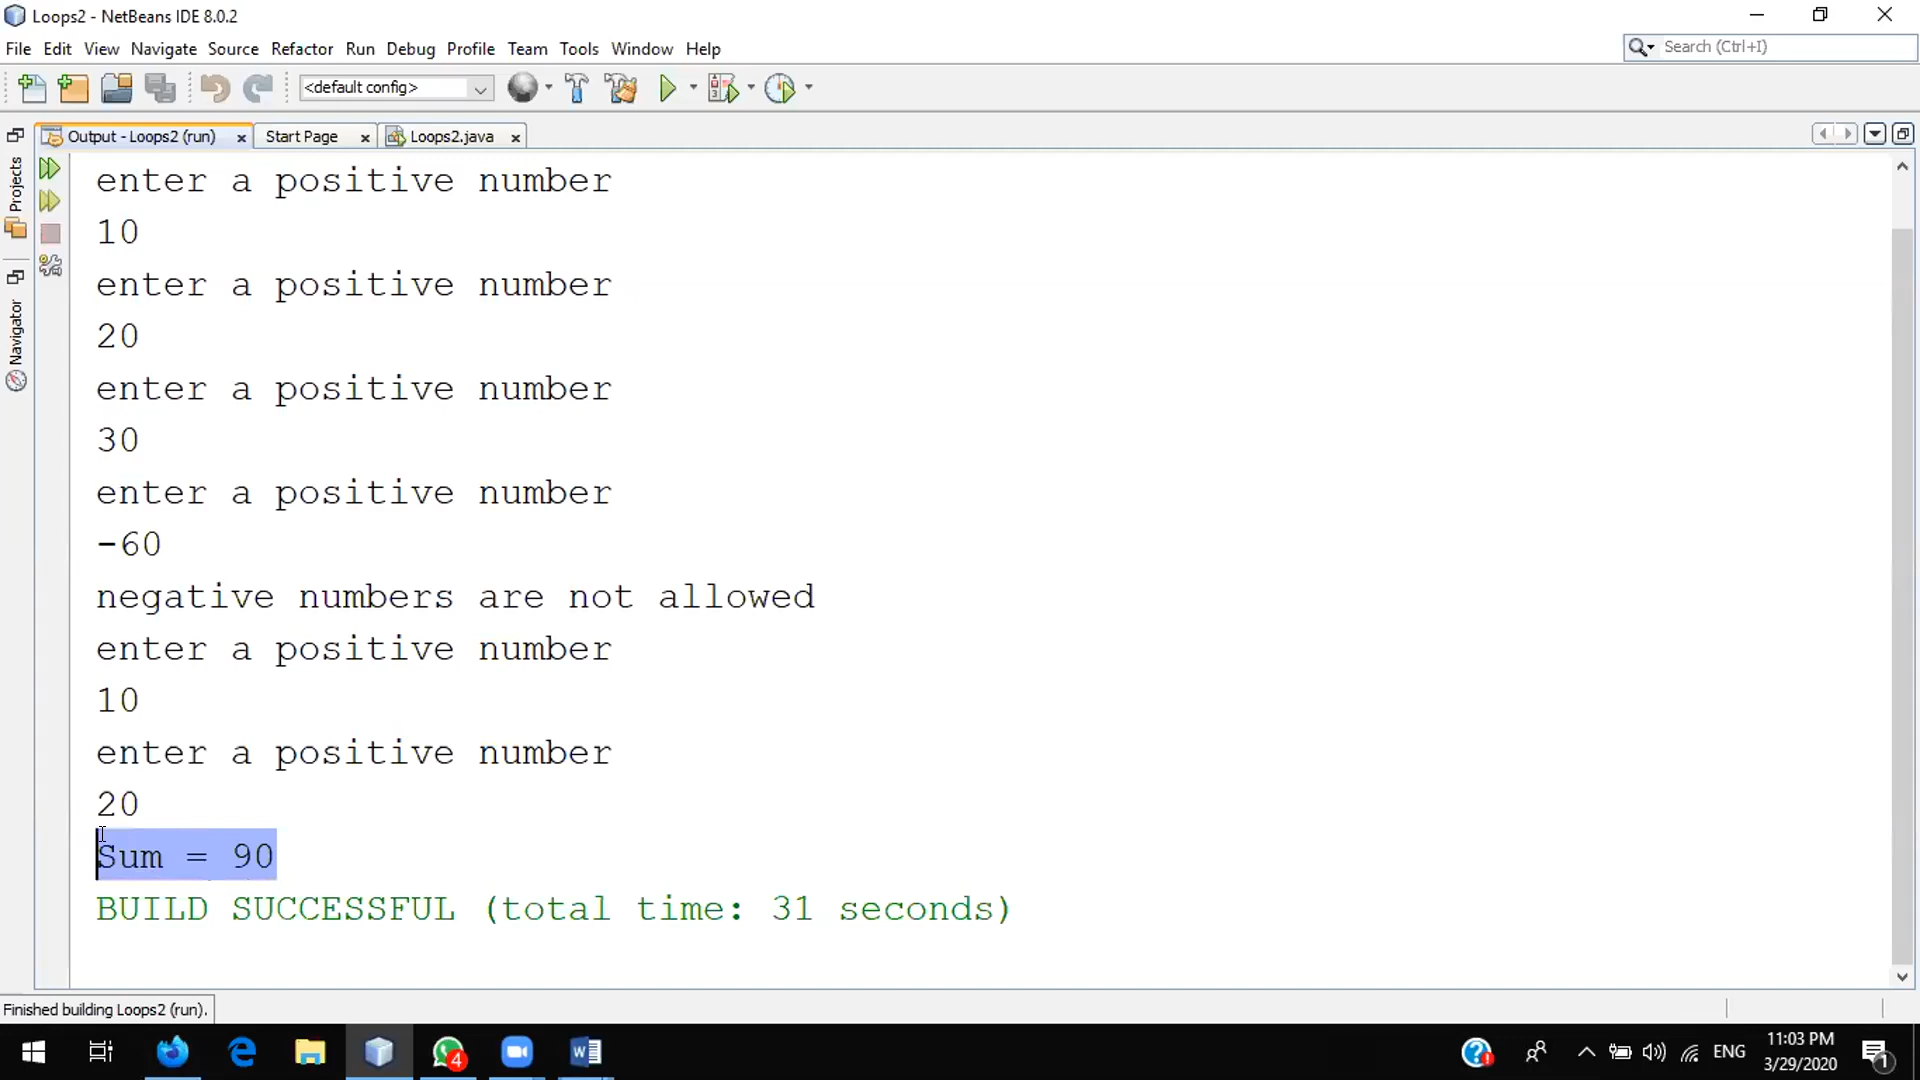 Loops2 - NetBeans IDE 8.0.2
File Edit View Navigate Source Refactor Run Debug Profile Team Tools Window Help
Search (Ctrl+I)
<default config>
Output - Loops2 (run) Start Page Loops2.java
Projects
Navigator
enter a positive number
10
enter a positive number
20
enter a positive number
30
enter a positive number
-60
negative numbers are not allowed
enter a positive number
10
enter a positive number
20
Sum = 90
BUILD SUCCESSFUL (total time: 31 seconds)
Finished building Loops2 (run).
4
ENG
11:03 PM
3/29/2020
1